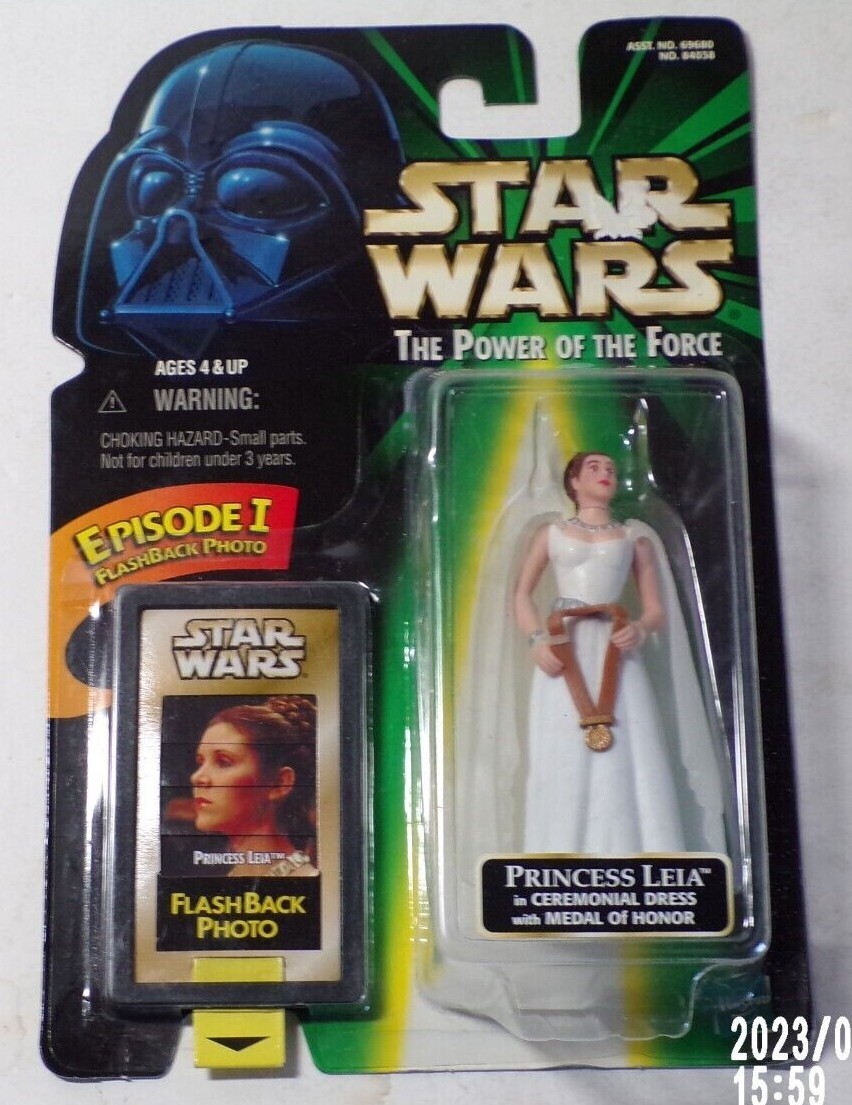 ASST. NO. 69680
NO. 84038
STAR
WARS
®
THE POWER OF THE FORCE
AGES 4 & UP
WARNING:
CHOKING HAZARD-Small parts.
Not for children under 3 years.
EPISODE I
FLASHBACK PHOTO
STAR
WARS
PRINCESS LEIA™
FLASHBACK
PHOTO
PRINCESS LEIA™
in CEREMONIAL DRESS
with MEDAL of HONOR
2023/0
15:59